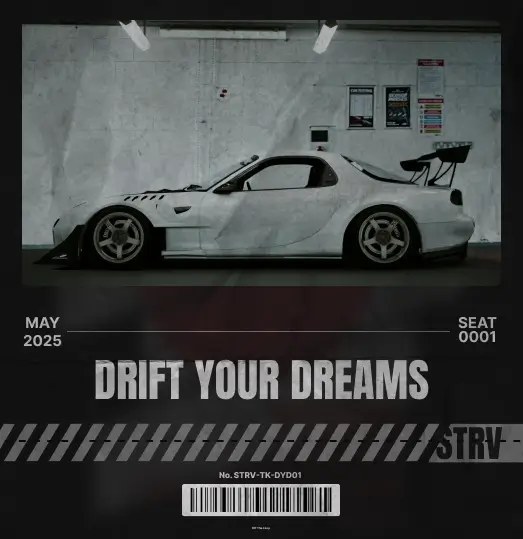 MAY
2025
SEAT
0001
DRIFT YOUR DREAMS
STRV
No. STRV-TK-DYD01